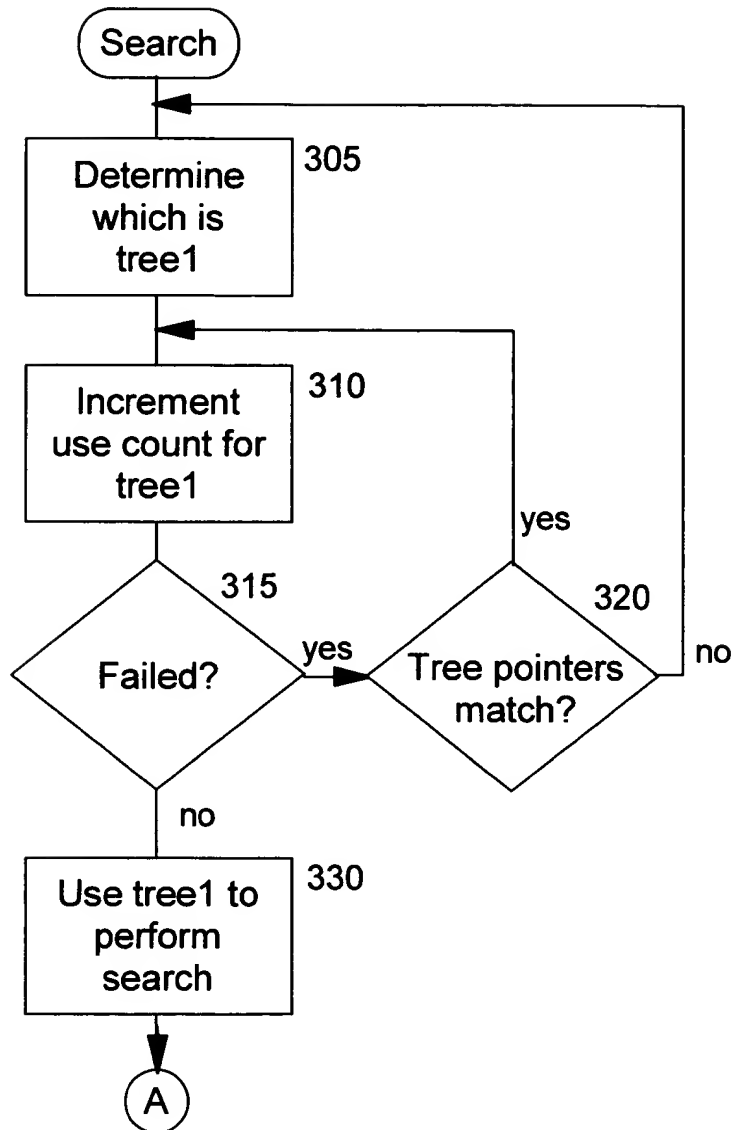 Search
305
Determine
which is
tree1
310
Increment
use count for
tree1
yes
315
320
Failed?
yes
Tree pointers
match?
no
no
330
Use tree1 to
perform
search
A